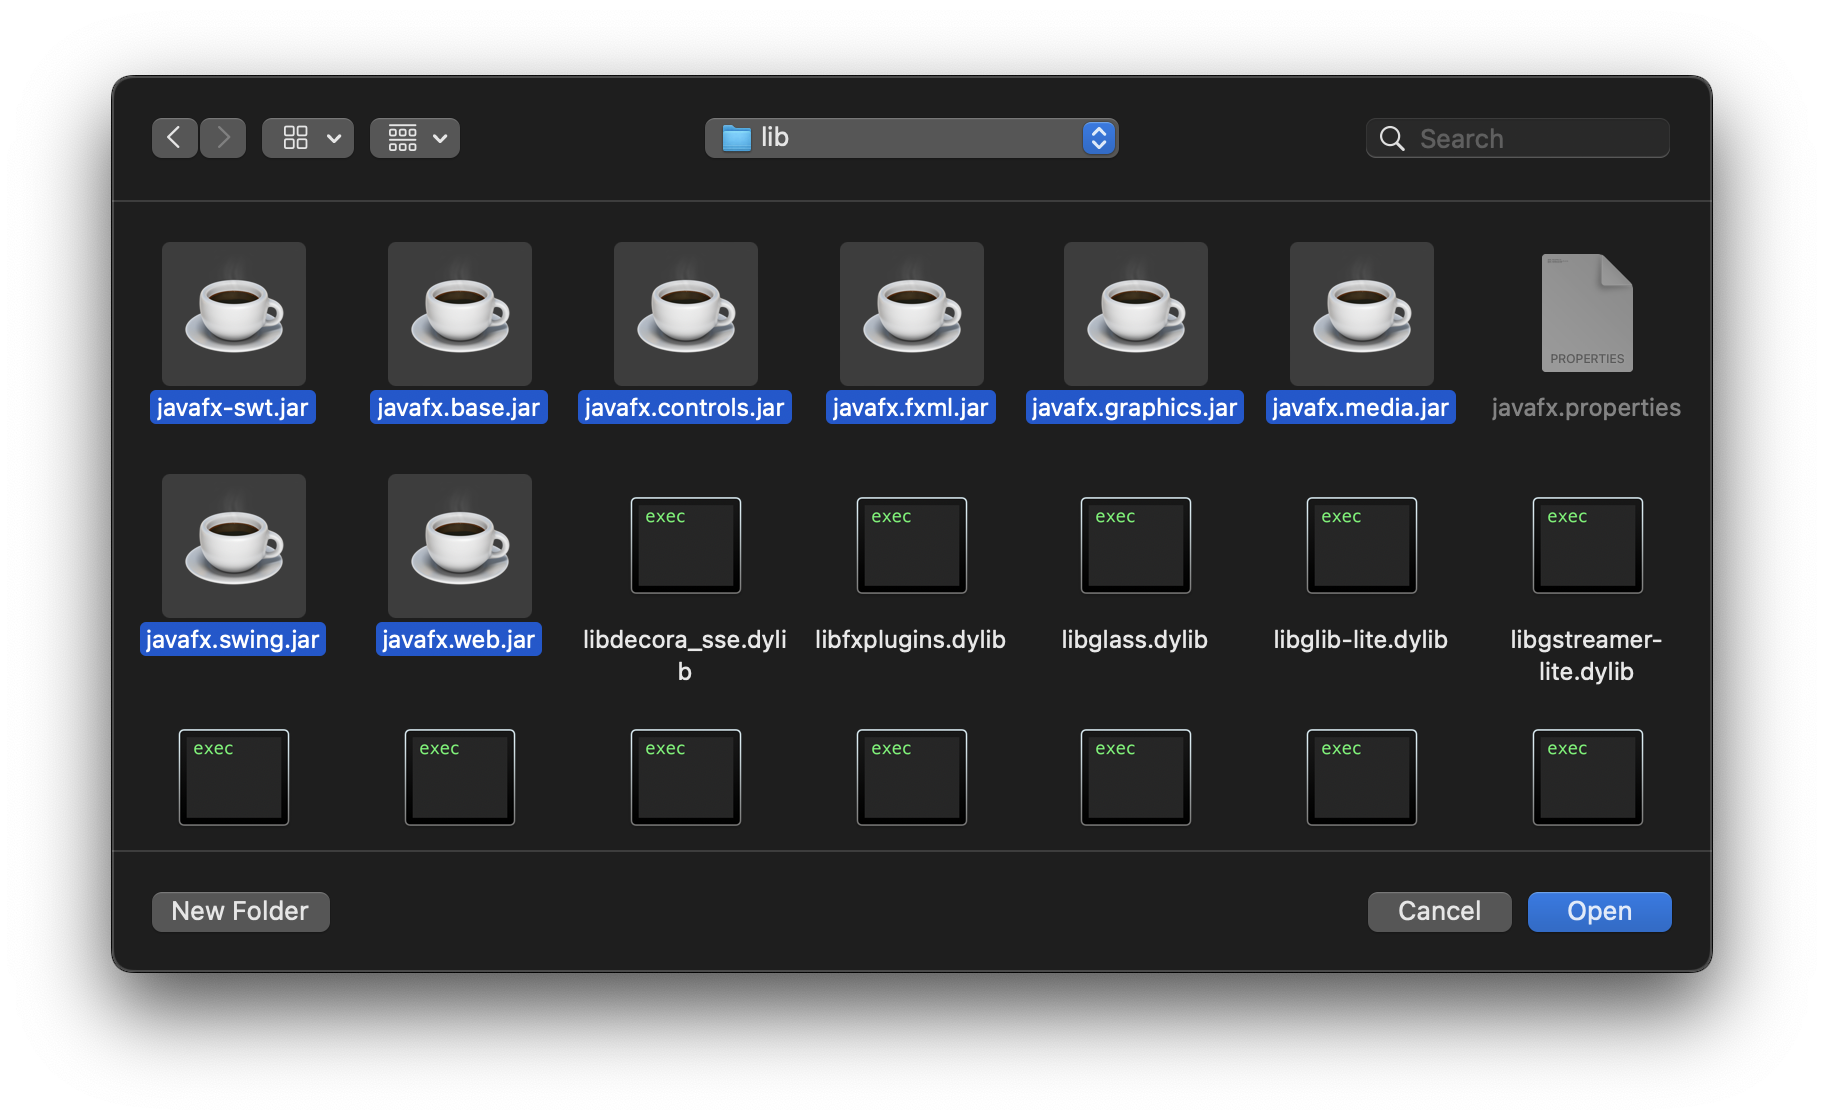 lib
Search
PROPERTIES
javafx-swt.jar
javafx.base.jar
javafx.controls.jar
javafx.fxml.jar
javafx.graphics.jar
javafx.media.jar
javafx.properties
exec
exec
exec
exec
exec
javafx.swing.jar
javafx.web.jar
libdecora_sse.dyli
b
libfxplugins.dylib
libglass.dylib
libglib-lite.dylib
libgstreamer-
lite.dylib
exec
exec
exec
exec
exec
exec
exec
New Folder
Cancel
Open